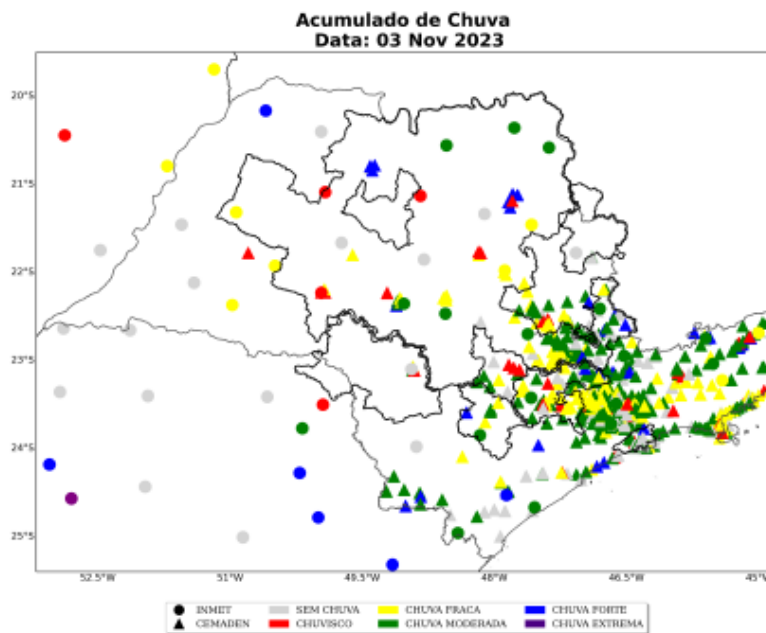 Acumulado de Chuva
Data: 03 Nov 2023
20°S
21°S
22°S
23°S
24°S
25°S
52.5°W
51°W
49.5°W
48°W
46.5°W
45°W
INMET
CEMADEN
SEM CHUVA
CHUVISCO
CHUVA FRACA
CHUVA MODERADA
CHUVA FORTE
CHUVA EXTREMA